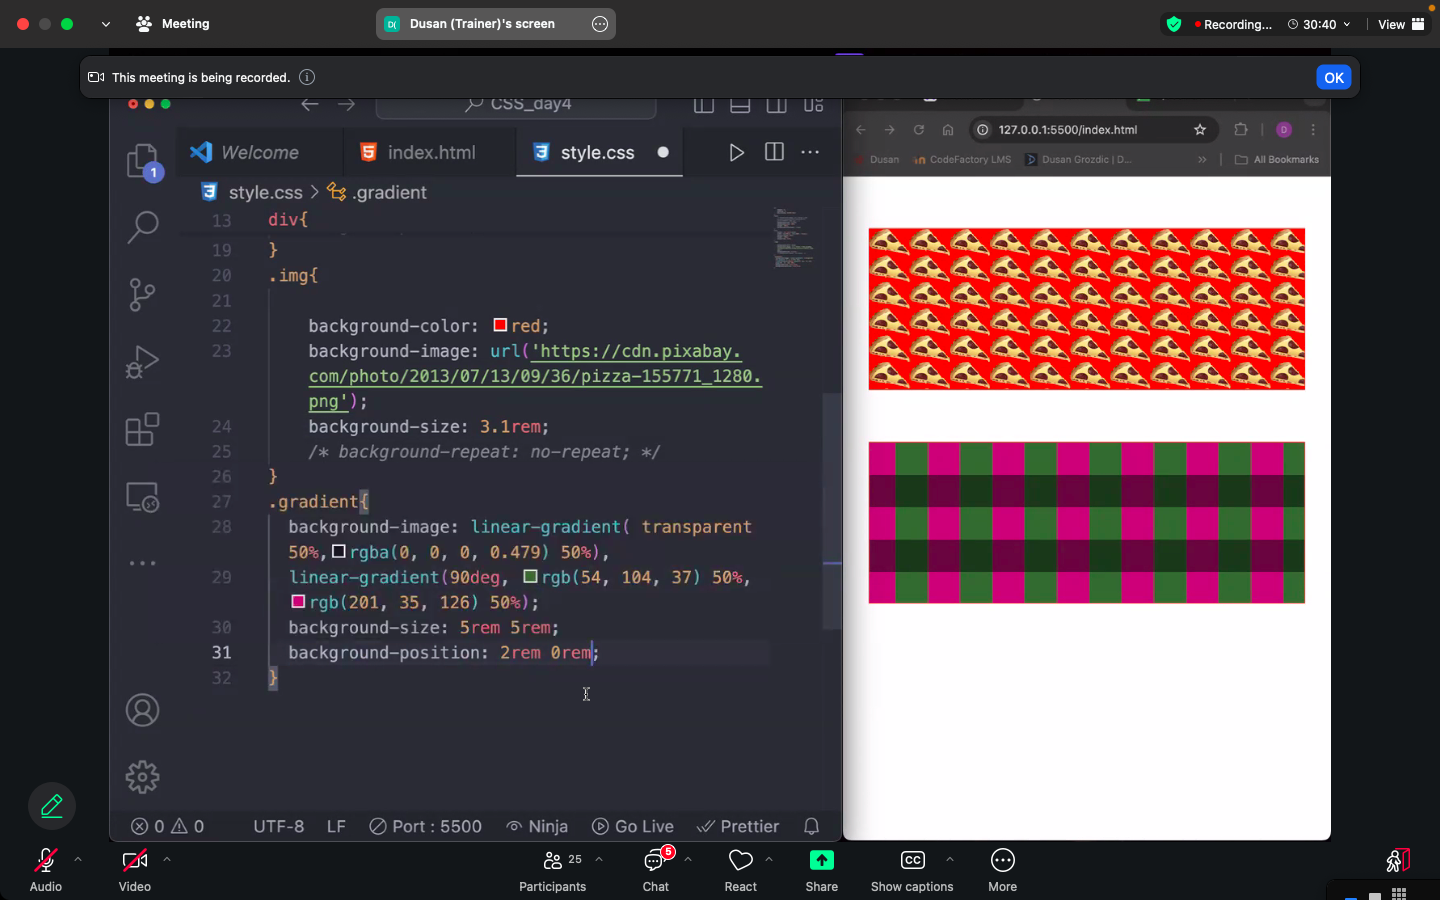 Meeting
D( Dusan (Trainer)'s screen
Recording...
30:40
View
This meeting is being recorded.
OK
CSS_day4
127.0.0.1:5500/index.html
D
Dusan
CodeFactory LMS
Dusan Grozdic | D...
All Bookmarks
Welcome
index.html
style.css
style.css > .gradient
13 div{
19 }
20 .img{
21
22 background-color: red;
23 background-image: url('https://cdn.pixabay.
com/photo/2013/07/13/09/36/pizza-155771_1280.
png');
24 background-size: 3.1rem;
25 /* background-repeat: no-repeat; */
26 }
27 .gradient{
28 background-image: linear-gradient( transparent
50%, rgba(0, 0, 0, 0.479) 50%),
29 linear-gradient(90deg, rgb(54, 104, 37) 50%,
rgb(201, 35, 126) 50%);
30 background-size: 5rem 5rem;
31 background-position: 2rem 0rem;
32 }
1
0 0 UTF-8 LF Port : 5500 Ninja Go Live Prettier
Audio
Video
25
Participants
5
Chat
React
Share
CC
Show captions
More